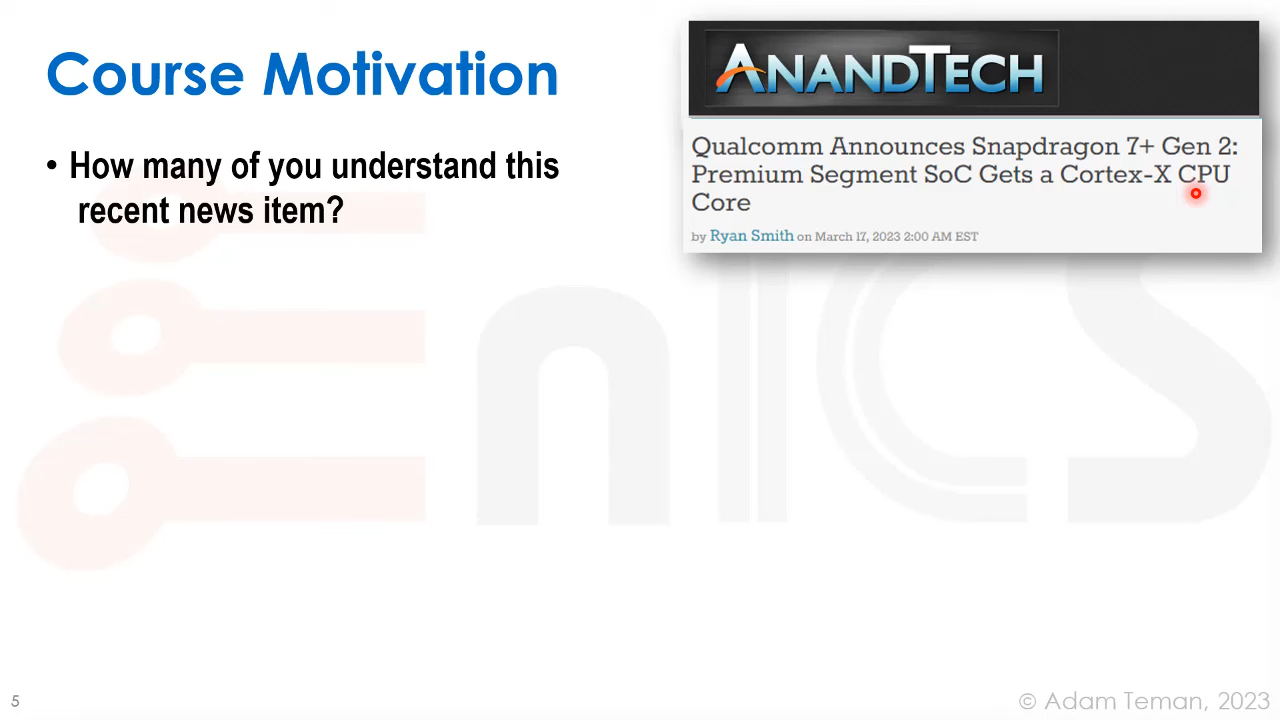 Course Motivation
• How many of you understand this
recent news item?
ANANDTECH
Qualcomm Announces Snapdragon 7+ Gen 2:
Premium Segment SoC Gets a Cortex-X CPU
Core
by Ryan Smith on March 17, 2023 2:00 AM EST
EnICS
5
© Adam Teman, 2023